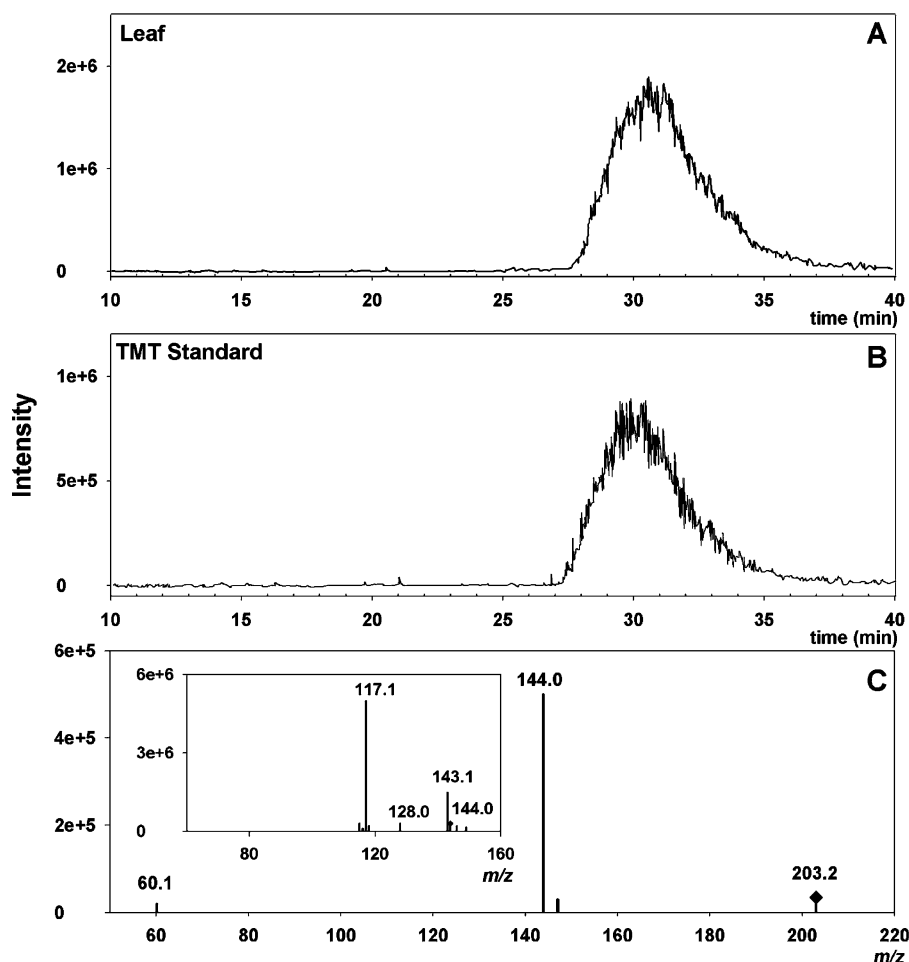 Leaf
A
2e+6
1e+6
0
10 15 20 25 30 35 40
time (min)
TMT Standard
B
1e+6
5e+5
0
10 15 20 25 30 35 40
time (min)
Intensity
C
6e+5
4e+5
2e+5
0
144.0
60.1
203.2
60 80 100 120 140 160 180 200 220
m/z
6e+6
3e+6
0
117.1
143.1
128.0
144.0
80 120 160
m/z